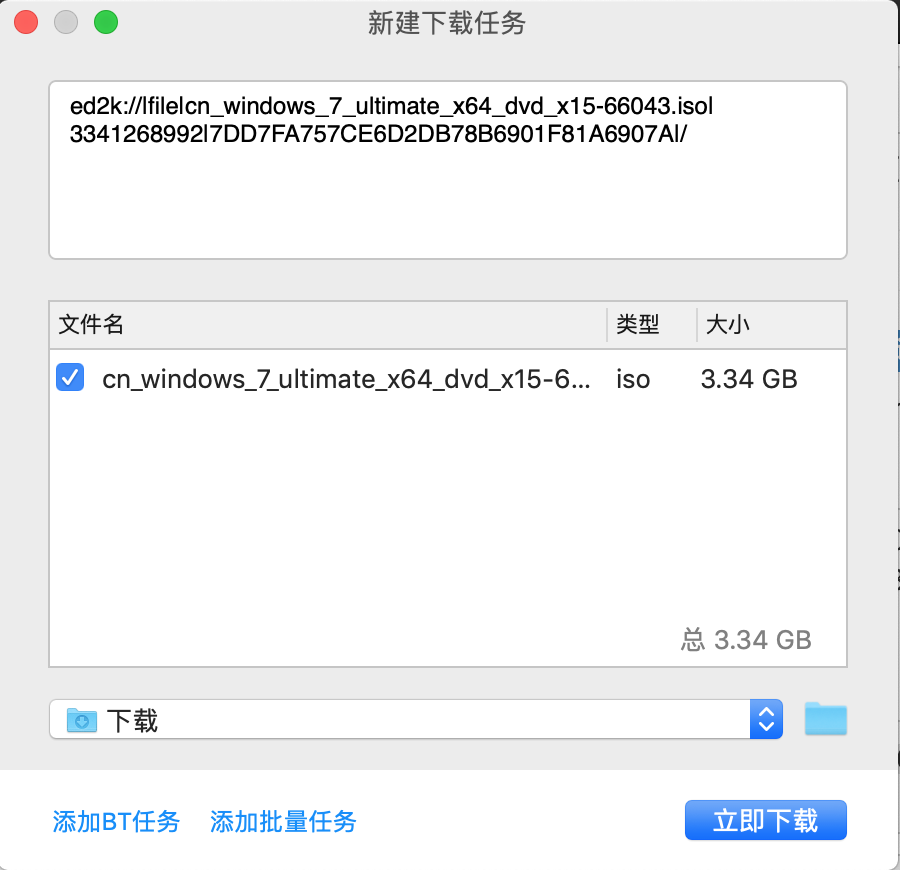 新建下载任务
ed2k://|file|cn_windows_7_ultimate_x64_dvd_x15-66043.iso|
3341268992|7DD7FA757CE6D2DB78B6901F81A6907A|/
文件名 类型 大小
cn_windows_7_ultimate_x64_dvd_x15-6... iso 3.34 GB
总 3.34 GB
下载
添加BT任务 添加批量任务 立即下载